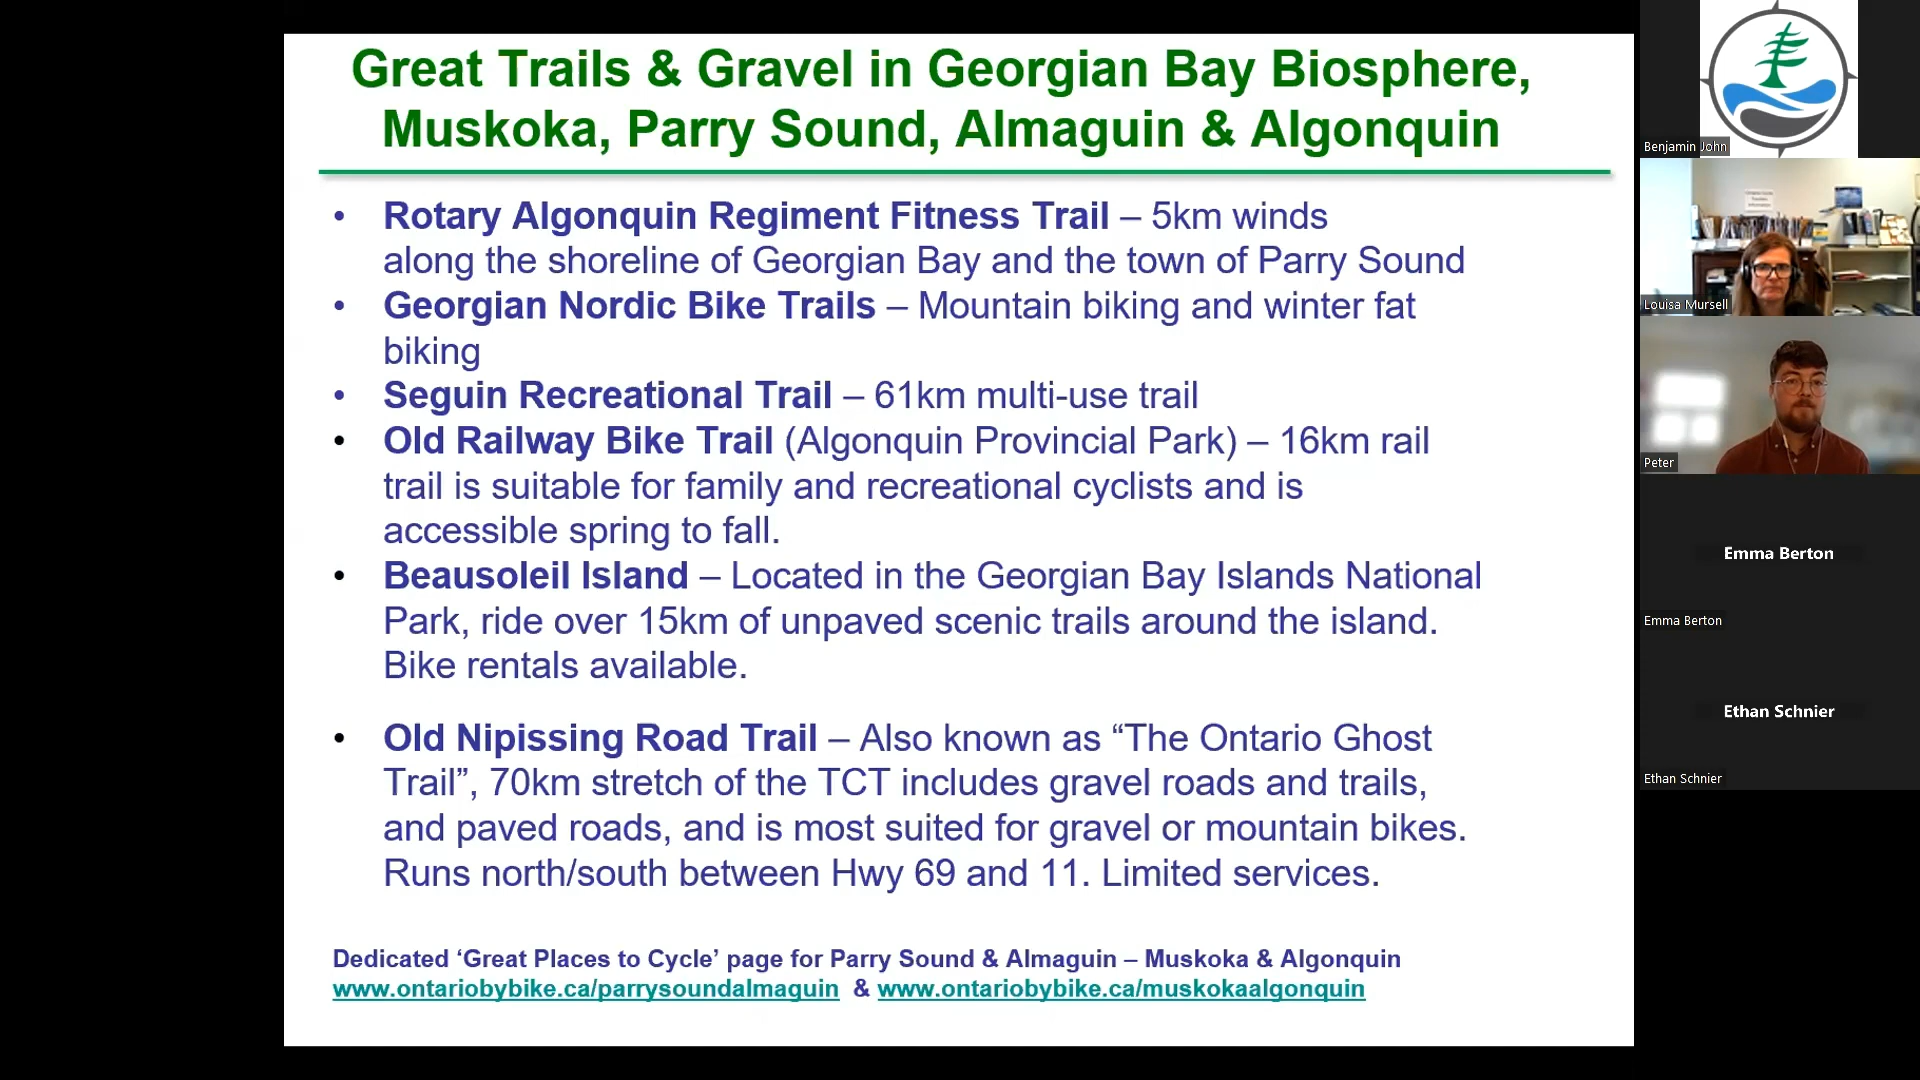 Great Trails & Gravel in Georgian Bay Biosphere,
Muskoka, Parry Sound, Almaguin & Algonquin
• Rotary Algonquin Regiment Fitness Trail – 5km winds
along the shoreline of Georgian Bay and the town of Parry Sound
• Georgian Nordic Bike Trails – Mountain biking and winter fat
biking
• Seguin Recreational Trail – 61km multi-use trail
• Old Railway Bike Trail (Algonquin Provincial Park) – 16km rail
trail is suitable for family and recreational cyclists and is
accessible spring to fall.
• Beausoleil Island – Located in the Georgian Bay Islands National
Park, ride over 15km of unpaved scenic trails around the island.
Bike rentals available.
• Old Nipissing Road Trail – Also known as “The Ontario Ghost
Trail”, 70km stretch of the TCT includes gravel roads and trails,
and paved roads, and is most suited for gravel or mountain bikes.
Runs north/south between Hwy 69 and 11. Limited services.
Dedicated ‘Great Places to Cycle’ page for Parry Sound & Almaguin – Muskoka & Algonquin
www.ontariobybike.ca/parrysoundalmaguin & www.ontariobybike.ca/muskokaalgonquin
Benjamin John
Louisa Mursell
Peter
Emma Berton
Emma Berton
Ethan Schnier
Ethan Schnier